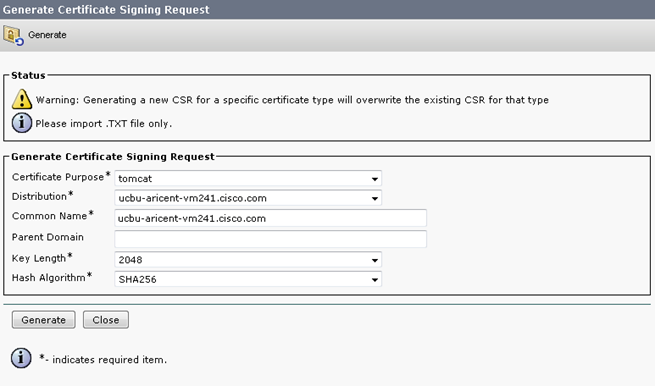 Generate Certificate Signing Request
Generate
Status
Warning: Generating a new CSR for a specific certificate type will overwrite the existing CSR for that type
Please import .TXT file only.
Generate Certificate Signing Request
Certificate Purpose* tomcat
Distribution* ucbu-aricent-vm241.cisco.com
Common Name* ucbu-aricent-vm241.cisco.com
Parent Domain
Key Length* 2048
Hash Algorithm* SHA256
Generate Close
*- indicates required item.